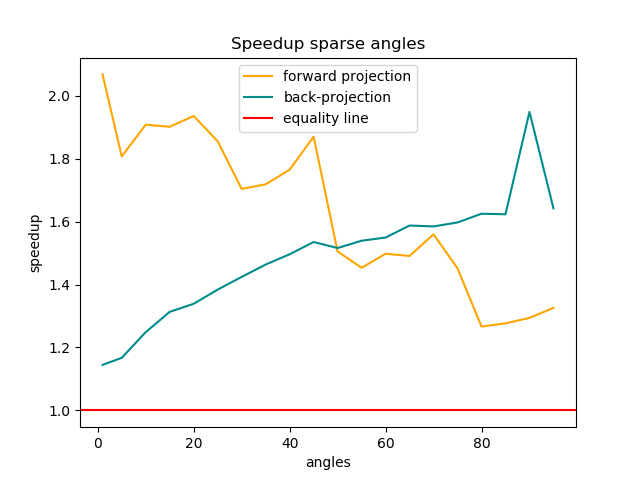 Speedup sparse angles
forward projection
back-projection
equality line
speedup
2.0
1.8
1.6
1.4
1.2
1.0
0 20 40 60 80
angles